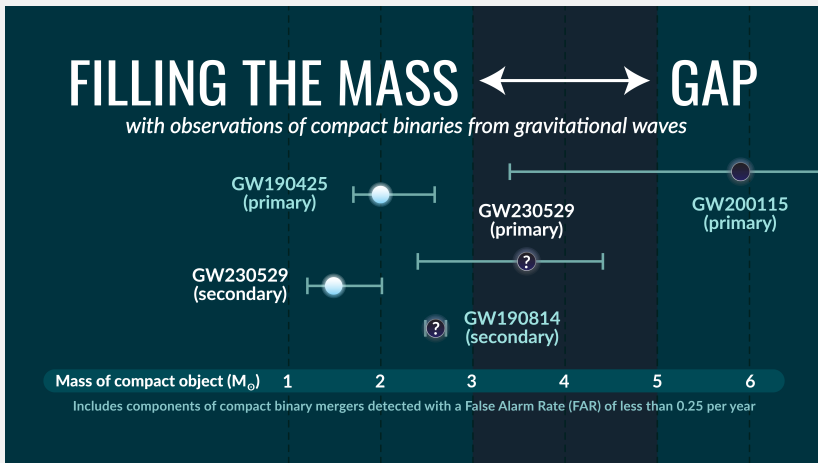 FILLING THE MASS GAP
with observations of compact binaries from gravitational waves
GW190425
(primary)
GW200115
(primary)
GW230529
(primary)
GW230529
(secondary)
?
?
GW190814
(secondary)
Mass of compact object (M☉) 1 2 3 4 5 6
Includes components of compact binary mergers detected with a False Alarm Rate (FAR) of less than 0.25 per year